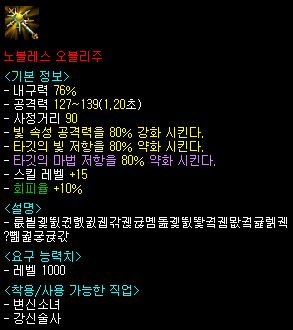 노블레스 오블리주
<기본 정보>
- 내구력 76%
- 공격력 127~139(1,20초)
- 사정거리 90
- 빛 속성 공격력을 80% 강화 시킨다.
- 타깃의 빛 저항을 80% 약화 시킨다.
- 타깃의 마법 저항을 80% 약화 시킨다.
- 스킬 레벨 +15
- 회피율 +10%
<설명>
<요구 능력치>
- 레벨 1000
<착용/사용 가능한 직업>
- 변신소녀
- 강신술사